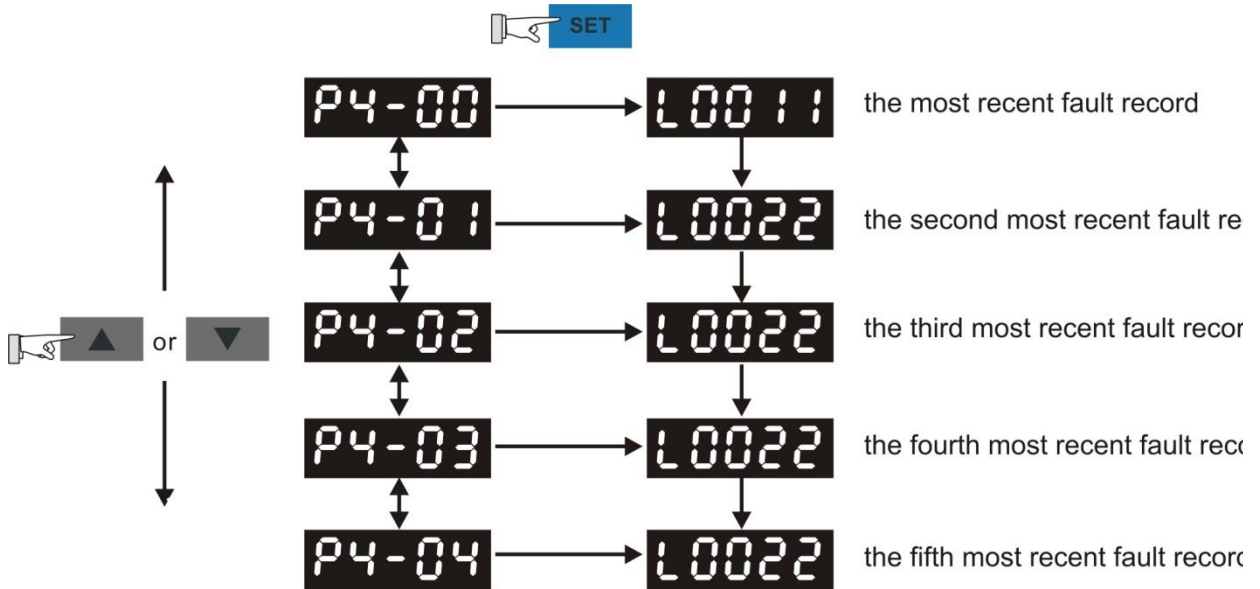 SET
P4-00 L0011 the most recent fault record
P4-01 L0022 the second most recent fault re
P4-02 L0022 the third most recent fault recor
or
P4-03 L0022 the fourth most recent fault reco
P4-04 L0022 the fifth most recent fault record